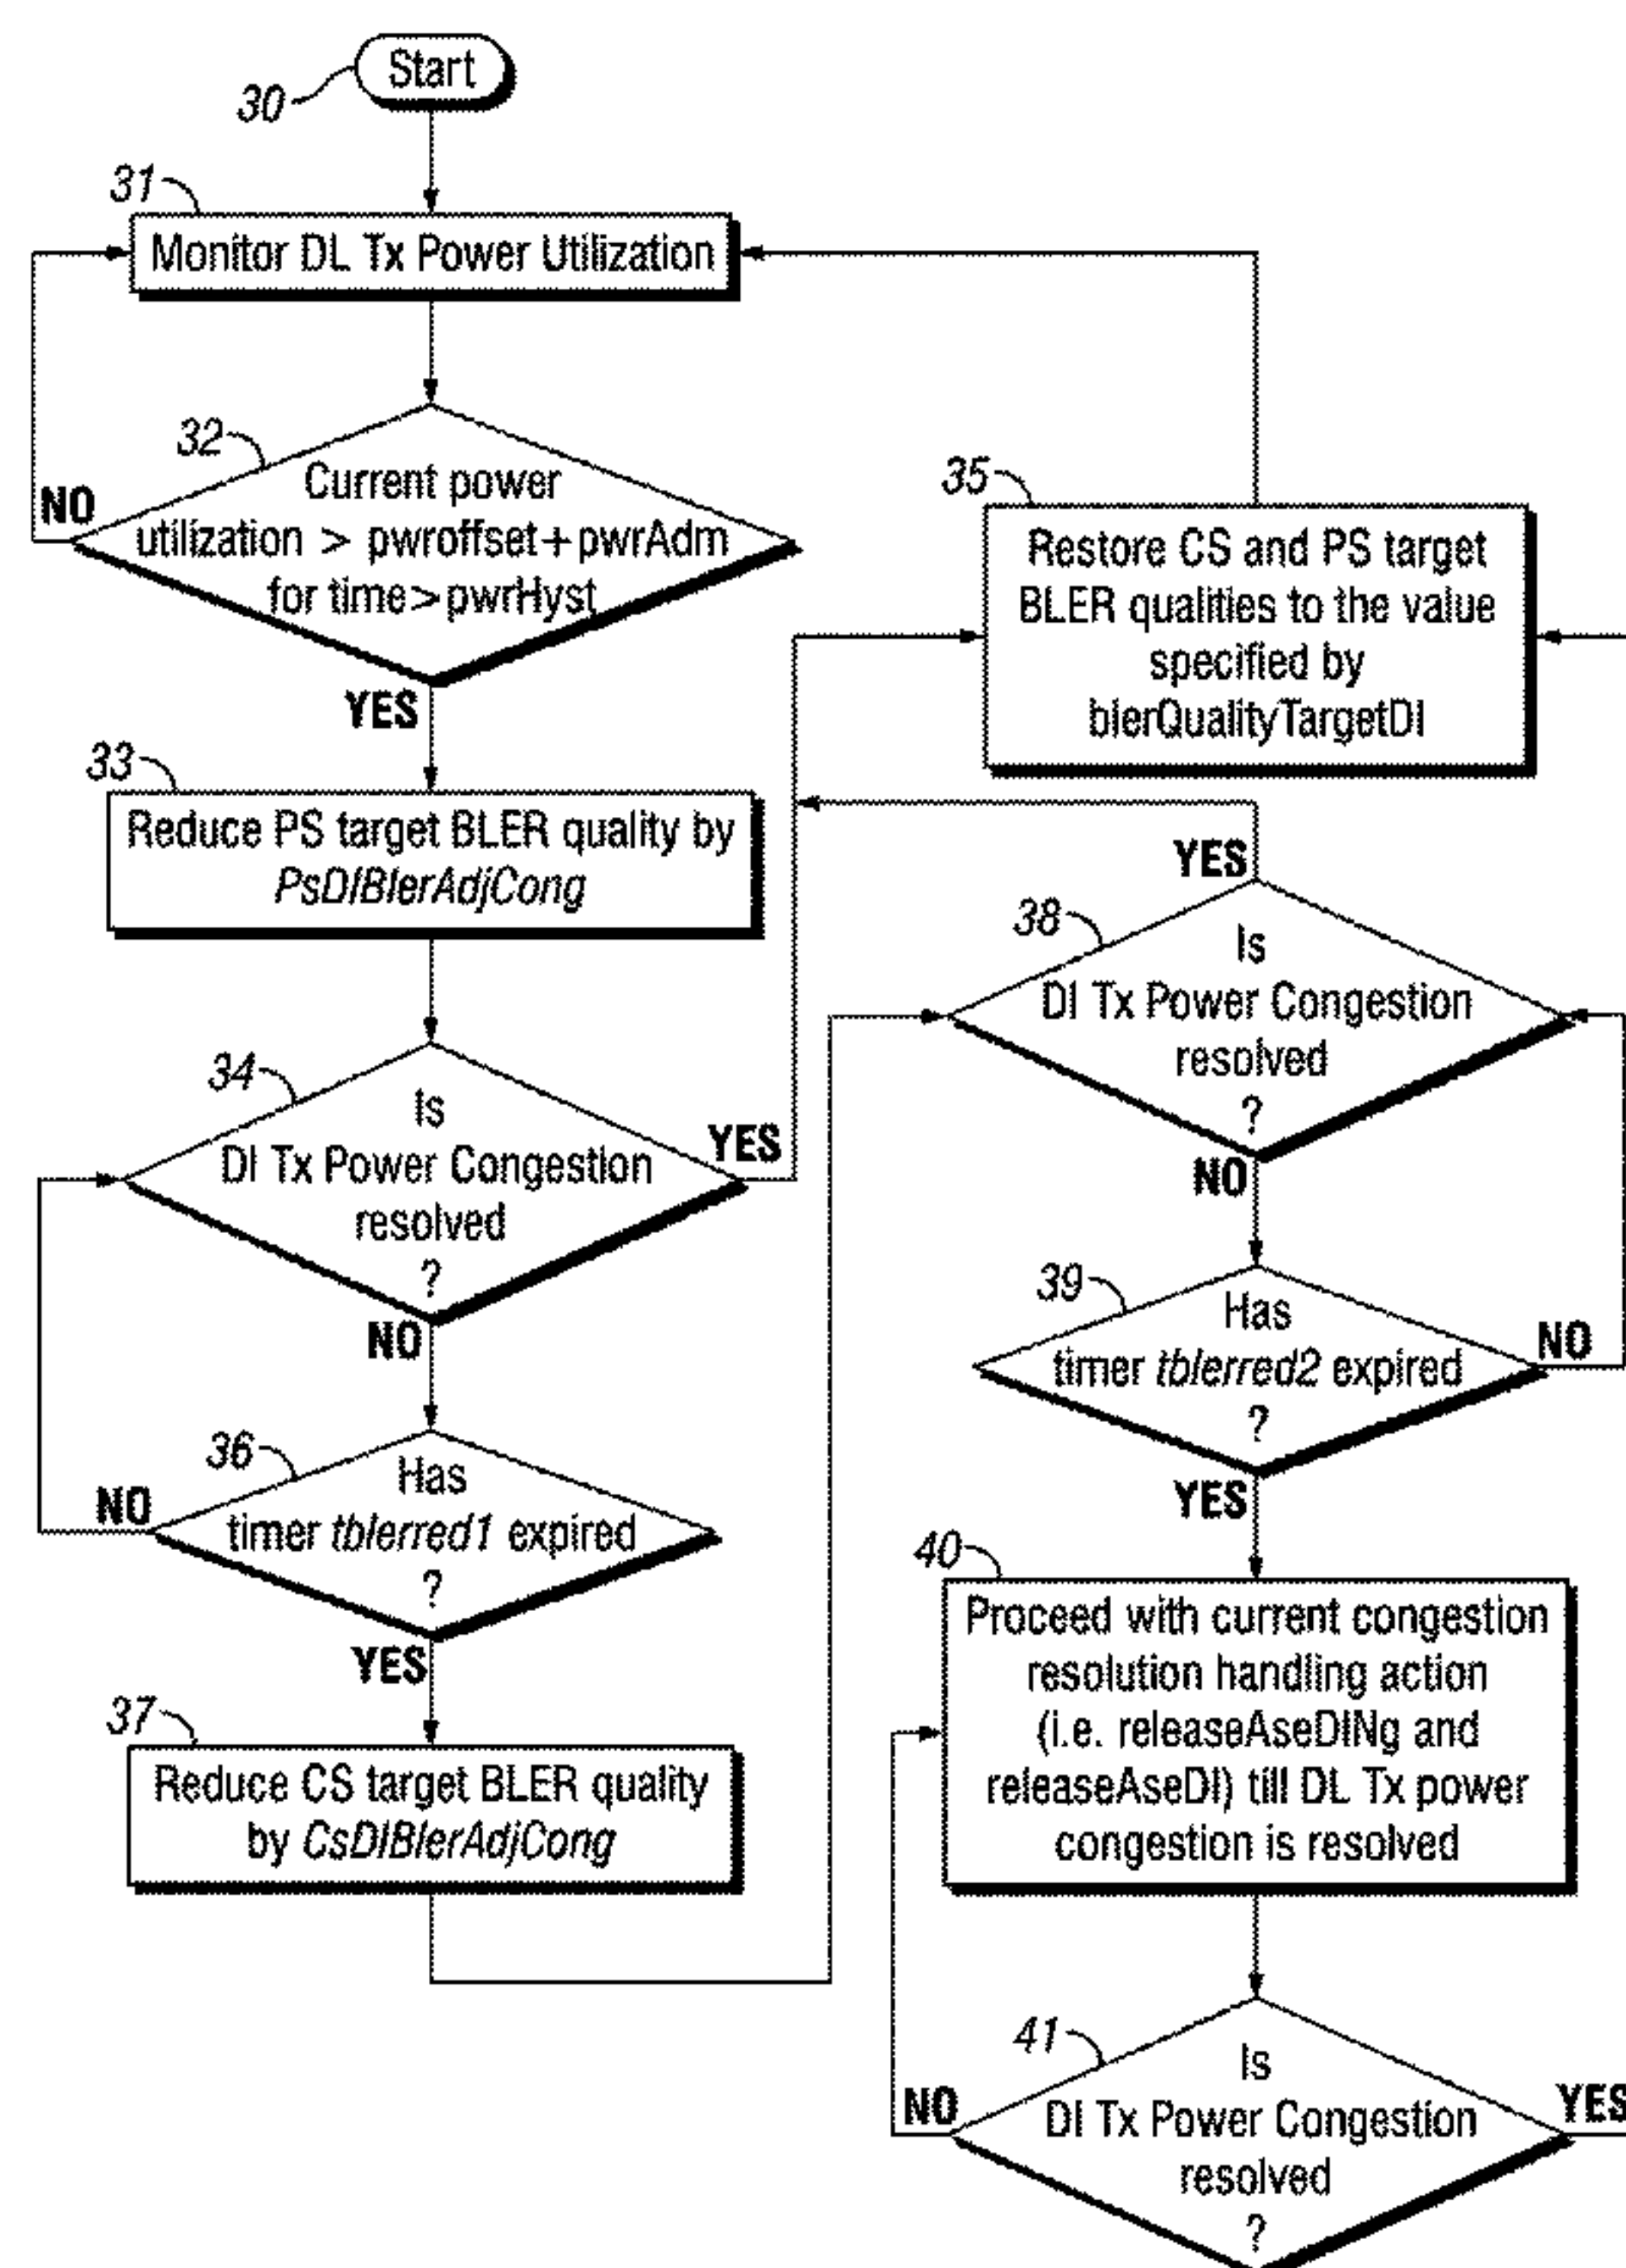 30
Start
31
Monitor DL Tx Power Utilization
32
Current power
utilization > pwroffset+pwrAdm
for time>pwrHyst
NO
YES
33
Reduce PS target BLER quality by
PsDlBlerAdjCong
34
Is
Dl Tx Power Congestion
resolved
?
YES
NO
35
Restore CS and PS target
BLER qualities to the value
specified by
blerQualityTargetDl
36
Has
timer tblerred1 expired
?
NO
YES
37
Reduce CS target BLER quality
by CsDlBlerAdjCong
YES
38
Is
Dl Tx Power Congestion
resolved
?
NO
39
Has
timer tblerred2 expired
?
NO
YES
40
Proceed with current congestion
resolution handling action
(i.e. releaseAseDlNg and
releaseAseDl) till DL Tx power
congestion is resolved
41
Is
Dl Tx Power Congestion
resolved
?
NO
YES